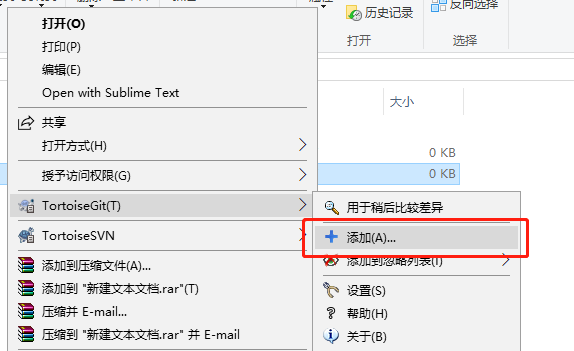 历史记录
反向选择
打开
选择
大小
0 KB
0 KB
打开(O)
打印(P)
编辑(E)
Open with Sublime Text
共享
打开方式(H)
授予访问权限(G)
TortoiseGit(T)
TortoiseSVN
添加到压缩文件(A)...
添加到 "新建文本文档.rar"(T)
压缩并 E-mail...
压缩到 "新建文本文档.rar" 并 E-mail
用于稍后比较差异
添加(A)...
添加到忽略列表(I)
设置(S)
帮助(H)
关于(B)